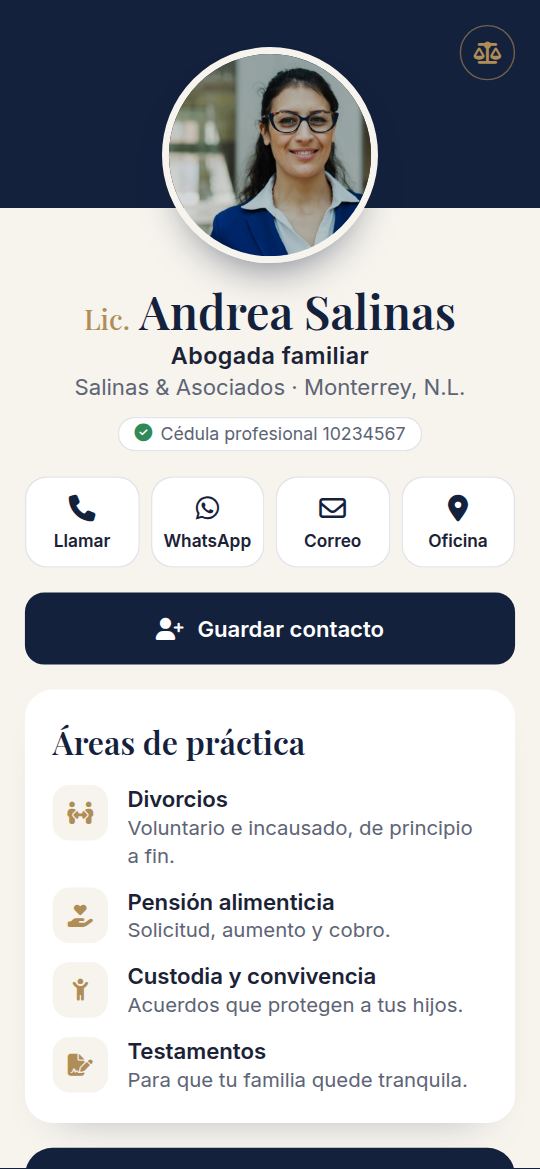 Lic. Andrea Salinas
Abogada familiar
Salinas & Asociados · Monterrey, N.L.
Cédula profesional 10234567
Llamar
WhatsApp
Correo
Oficina
Guardar contacto
Áreas de práctica
Divorcios
Voluntario e incausado, de principio
a fin.
Pensión alimenticia
Solicitud, aumento y cobro.
Custodia y convivencia
Acuerdos que protegen a tus hijos.
Testamentos
Para que tu familia quede tranquila.